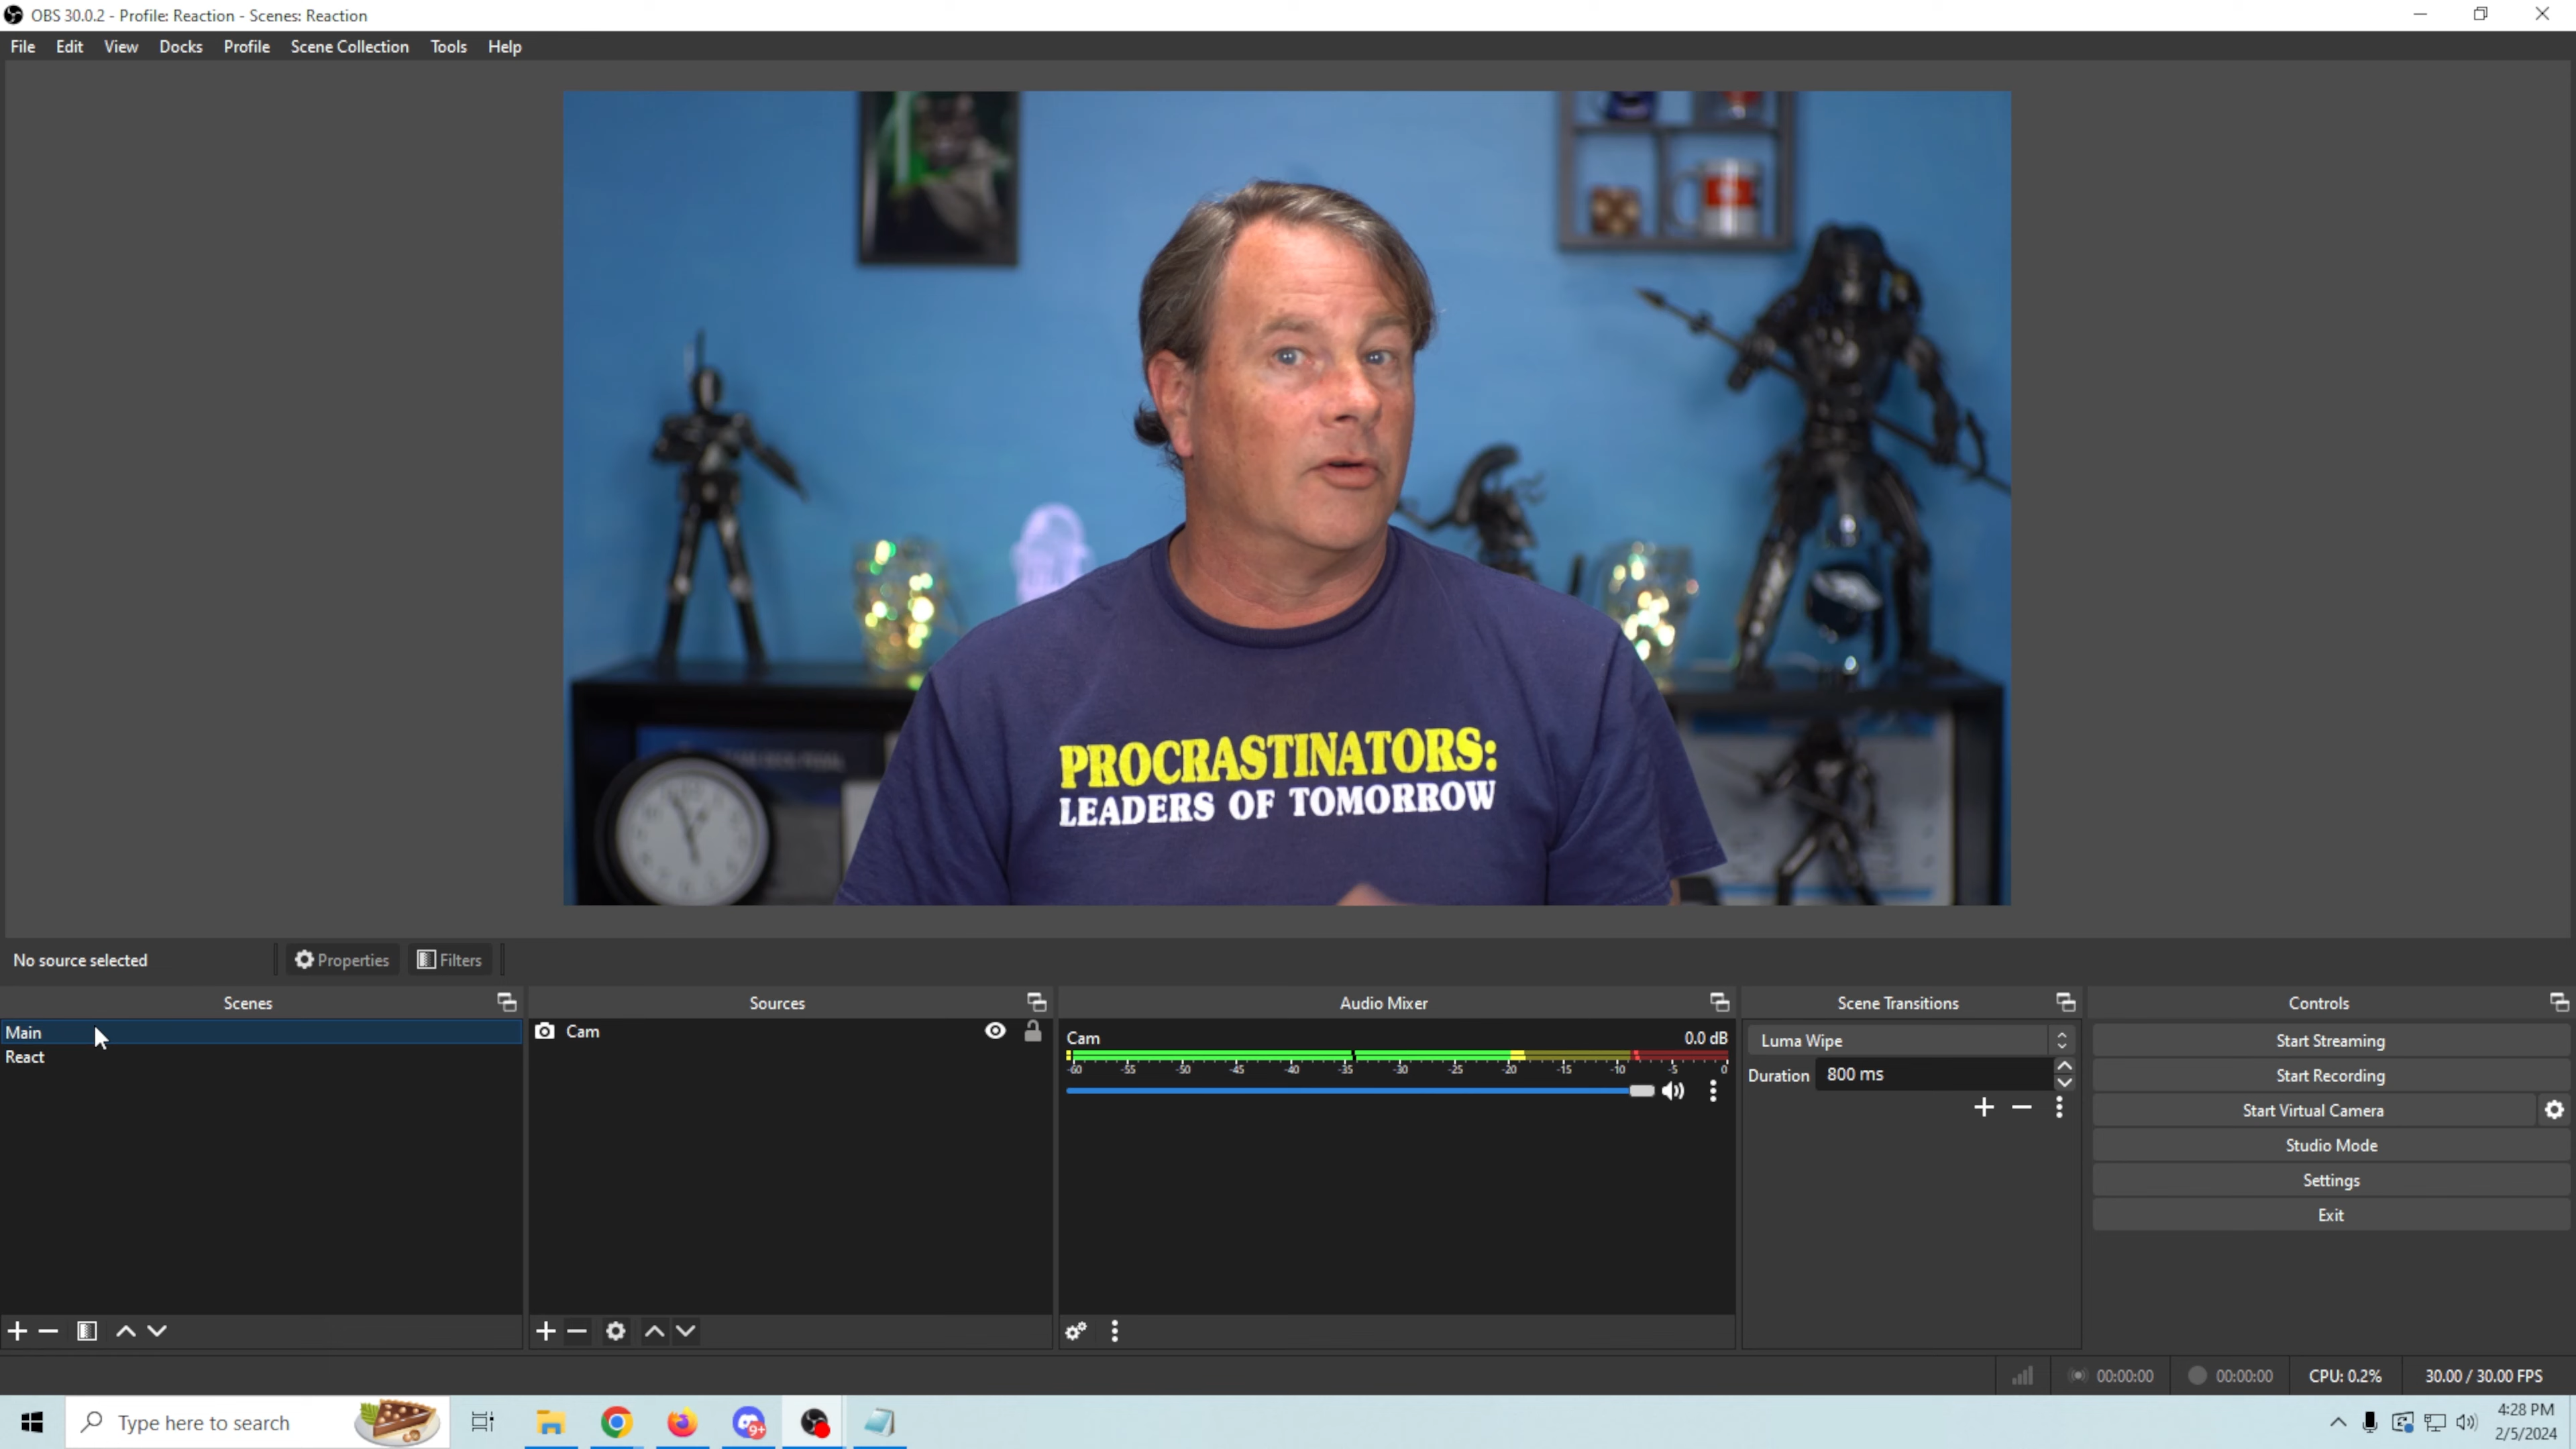 OBS 30.0.2 - Profile: Reaction - Scenes: Reaction
File Edit View Docks Profile Scene Collection Tools Help
PROCRASTINATORS:
LEADERS OF TOMORROW
No source selected Properties Filters
Scenes Sources Audio Mixer Scene Transitions Controls
Main
React
Cam
Cam 0.0 dB
-60 -55 -50 -45 -40 -35 -30 -25 -20 -15 -10 -5 0
Luma Wipe
Duration 800 ms
Start Streaming
Start Recording
Start Virtual Camera
Studio Mode
Settings
Exit
00:00:00 00:00:00 CPU: 0.2% 30.00 / 30.00 FPS
Type here to search
9+
4:28 PM
2/5/2024